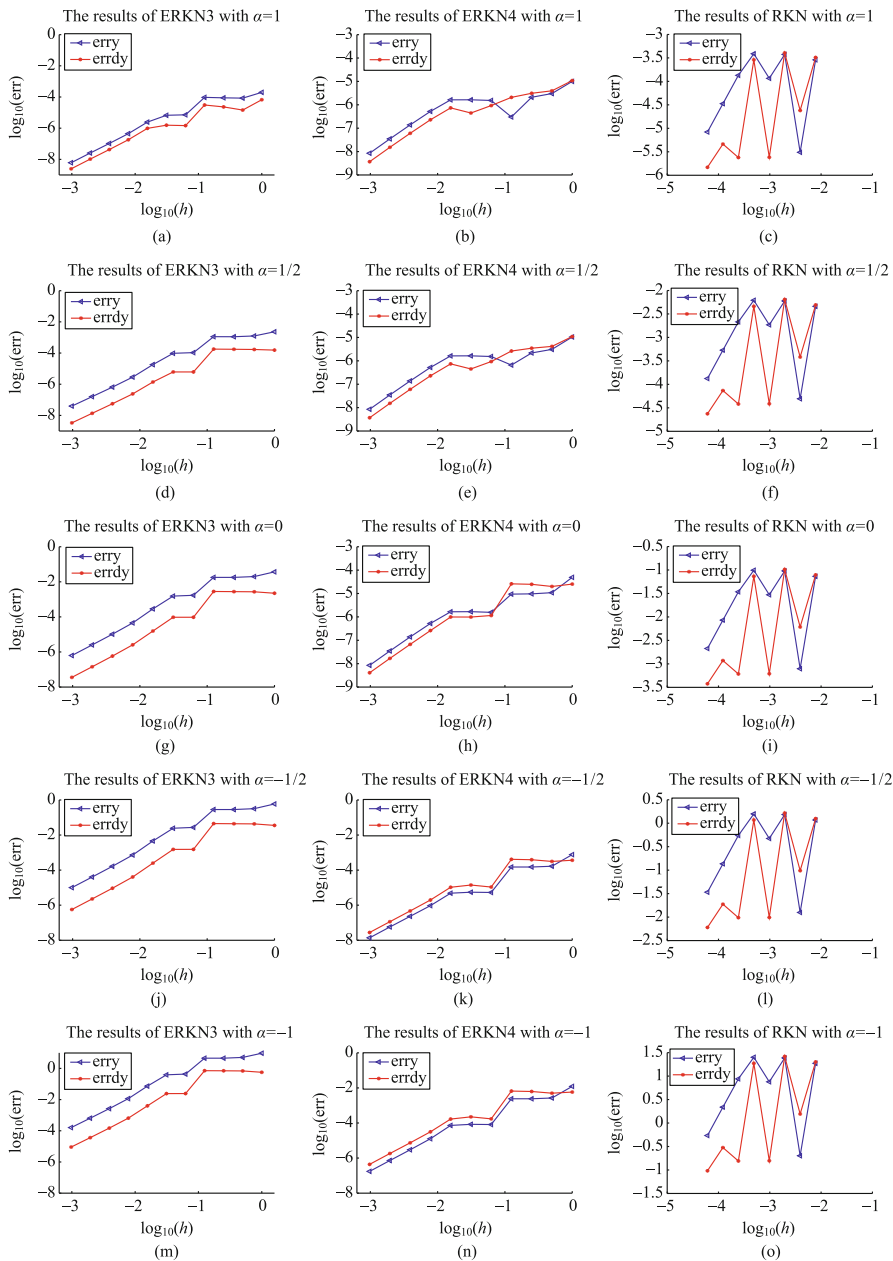 The results of ERKN3 with α=1
0
−2
−4
−6
−8
log₁₀(err)
erry
errdy
−3
−2
−1
0
log₁₀(h)
(a)
The results of ERKN4 with α=1
−3
−4
−5
−6
−7
−8
−9
log₁₀(err)
erry
errdy
−3
−2
−1
0
log₁₀(h)
(b)
The results of RKN with α=1
−3
−3.5
−4
−4.5
−5
−5.5
−6
log₁₀(err)
erry
errdy
−5
−4
−3
−2
−1
log₁₀(h)
(c)
The results of ERKN3 with α=1/2
0
−2
−4
−6
−8
log₁₀(err)
erry
errdy
−3
−2
−1
0
log₁₀(h)
(d)
The results of ERKN4 with α=1/2
−3
−4
−5
−6
−7
−8
−9
log₁₀(err)
erry
errdy
−3
−2
−1
0
log₁₀(h)
(e)
The results of RKN with α=1/2
−2
−2.5
−3
−3.5
−4
−4.5
−5
log₁₀(err)
erry
errdy
−5
−4
−3
−2
−1
log₁₀(h)
(f)
The results of ERKN3 with α=0
0
−2
−4
−6
−8
log₁₀(err)
erry
errdy
−3
−2
−1
0
log₁₀(h)
(g)
The results of ERKN4 with α=0
−3
−4
−5
−6
−7
−8
−9
log₁₀(err)
erry
errdy
−3
−2
−1
0
log₁₀(h)
(h)
The results of RKN with α=0
−0.5
−1
−1.5
−2
−2.5
−3
−3.5
log₁₀(err)
erry
errdy
−5
−4
−3
−2
−1
log₁₀(h)
(i)
The results of ERKN3 with α=−1/2
0
−2
−4
−6
−8
log₁₀(err)
erry
errdy
−3
−2
−1
0
log₁₀(h)
(j)
The results of ERKN4 with α=−1/2
0
−2
−4
−6
−8
log₁₀(err)
erry
errdy
−3
−2
−1
0
log₁₀(h)
(k)
The results of RKN with α=−1/2
0.5
0
−0.5
−1
−1.5
−2
−2.5
log₁₀(err)
erry
errdy
−5
−4
−3
−2
−1
log₁₀(h)
(l)
The results of ERKN3 with α=−1
0
−2
−4
−6
−8
log₁₀(err)
erry
errdy
−3
−2
−1
0
log₁₀(h)
(m)
The results of ERKN4 with α=−1
0
−2
−4
−6
−8
log₁₀(err)
erry
errdy
−3
−2
−1
0
log₁₀(h)
(n)
The results of RKN with α=−1
1.5
1.0
0.5
0
−0.5
−1
−1.5
log₁₀(err)
erry
errdy
−5
−4
−3
−2
−1
log₁₀(h)
(o)